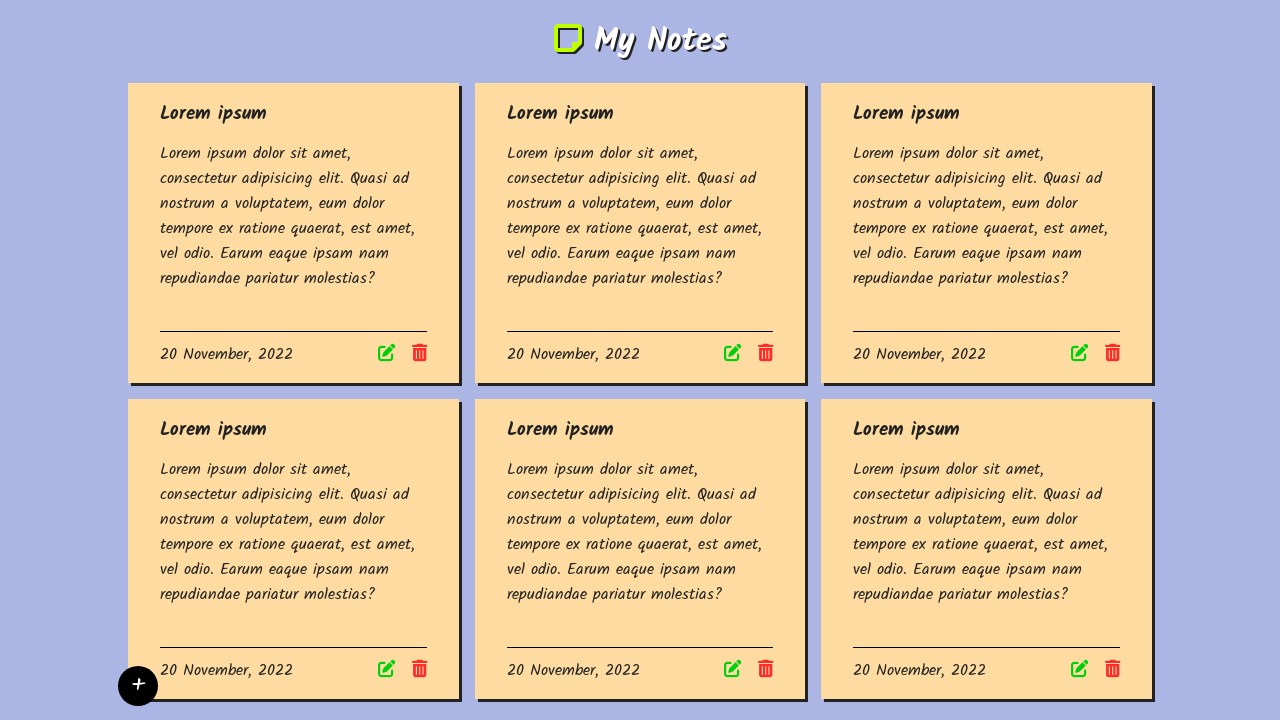 My Notes
Lorem ipsum
Lorem ipsum dolor sit amet,
consectetur adipisicing elit. Quasi ad
nostrum a voluptatem, eum dolor
tempore ex ratione quaerat, est amet,
vel odio. Earum eaque ipsam nam
repudiandae pariatur molestias?
20 November, 2022
Lorem ipsum
Lorem ipsum dolor sit amet,
consectetur adipisicing elit. Quasi ad
nostrum a voluptatem, eum dolor
tempore ex ratione quaerat, est amet,
vel odio. Earum eaque ipsam nam
repudiandae pariatur molestias?
20 November, 2022
Lorem ipsum
Lorem ipsum dolor sit amet,
consectetur adipisicing elit. Quasi ad
nostrum a voluptatem, eum dolor
tempore ex ratione quaerat, est amet,
vel odio. Earum eaque ipsam nam
repudiandae pariatur molestias?
20 November, 2022
Lorem ipsum
Lorem ipsum dolor sit amet,
consectetur adipisicing elit. Quasi ad
nostrum a voluptatem, eum dolor
tempore ex ratione quaerat, est amet,
vel odio. Earum eaque ipsam nam
repudiandae pariatur molestias?
20 November, 2022
Lorem ipsum
Lorem ipsum dolor sit amet,
consectetur adipisicing elit. Quasi ad
nostrum a voluptatem, eum dolor
tempore ex ratione quaerat, est amet,
vel odio. Earum eaque ipsam nam
repudiandae pariatur molestias?
20 November, 2022
Lorem ipsum
Lorem ipsum dolor sit amet,
consectetur adipisicing elit. Quasi ad
nostrum a voluptatem, eum dolor
tempore ex ratione quaerat, est amet,
vel odio. Earum eaque ipsam nam
repudiandae pariatur molestias?
20 November, 2022
+